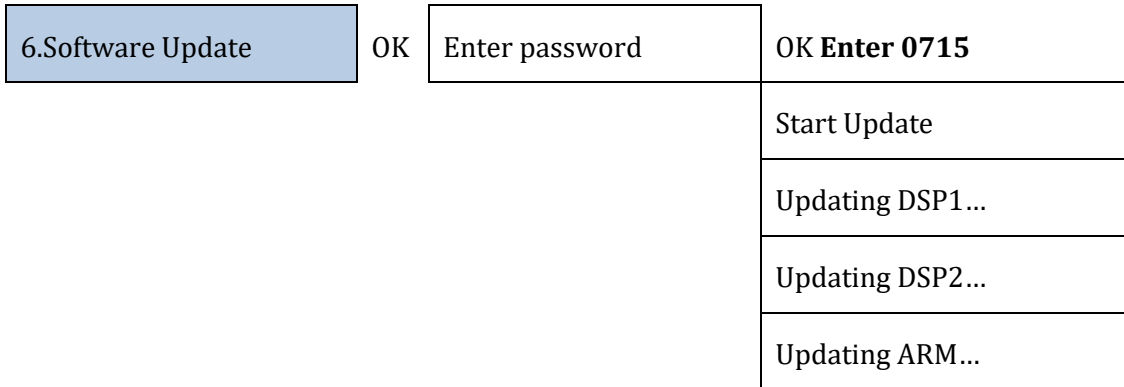 6.Software Update OK Enter password OK Enter 0715
Start Update
Updating DSP1…
Updating DSP2…
Updating ARM…